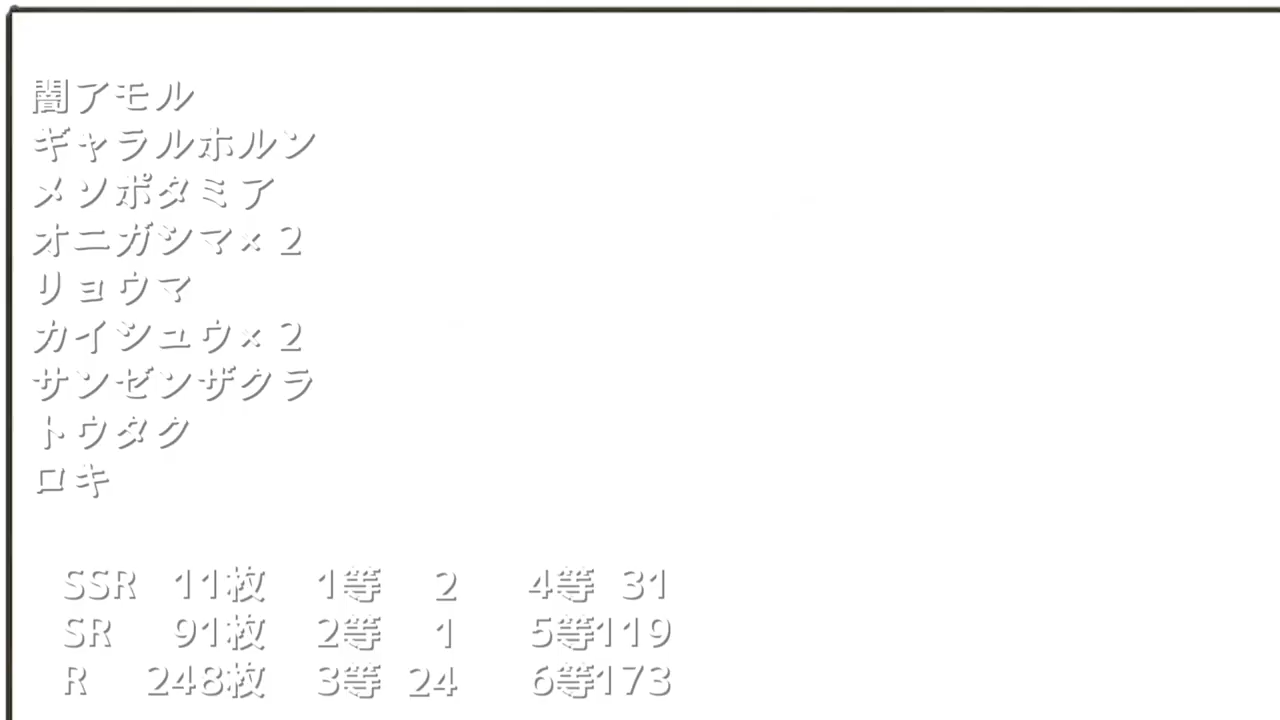 闇アモル
ギャラルホルン
メソポタミア
オニガシマ×２
リョウマ
カイシュウ×２
サンゼンザクラ
トウタク
ロキ
SSR 11枚 1等 2 4等 31
SR 91枚 2等 1 5等119
R 248枚 3等 24 6等173